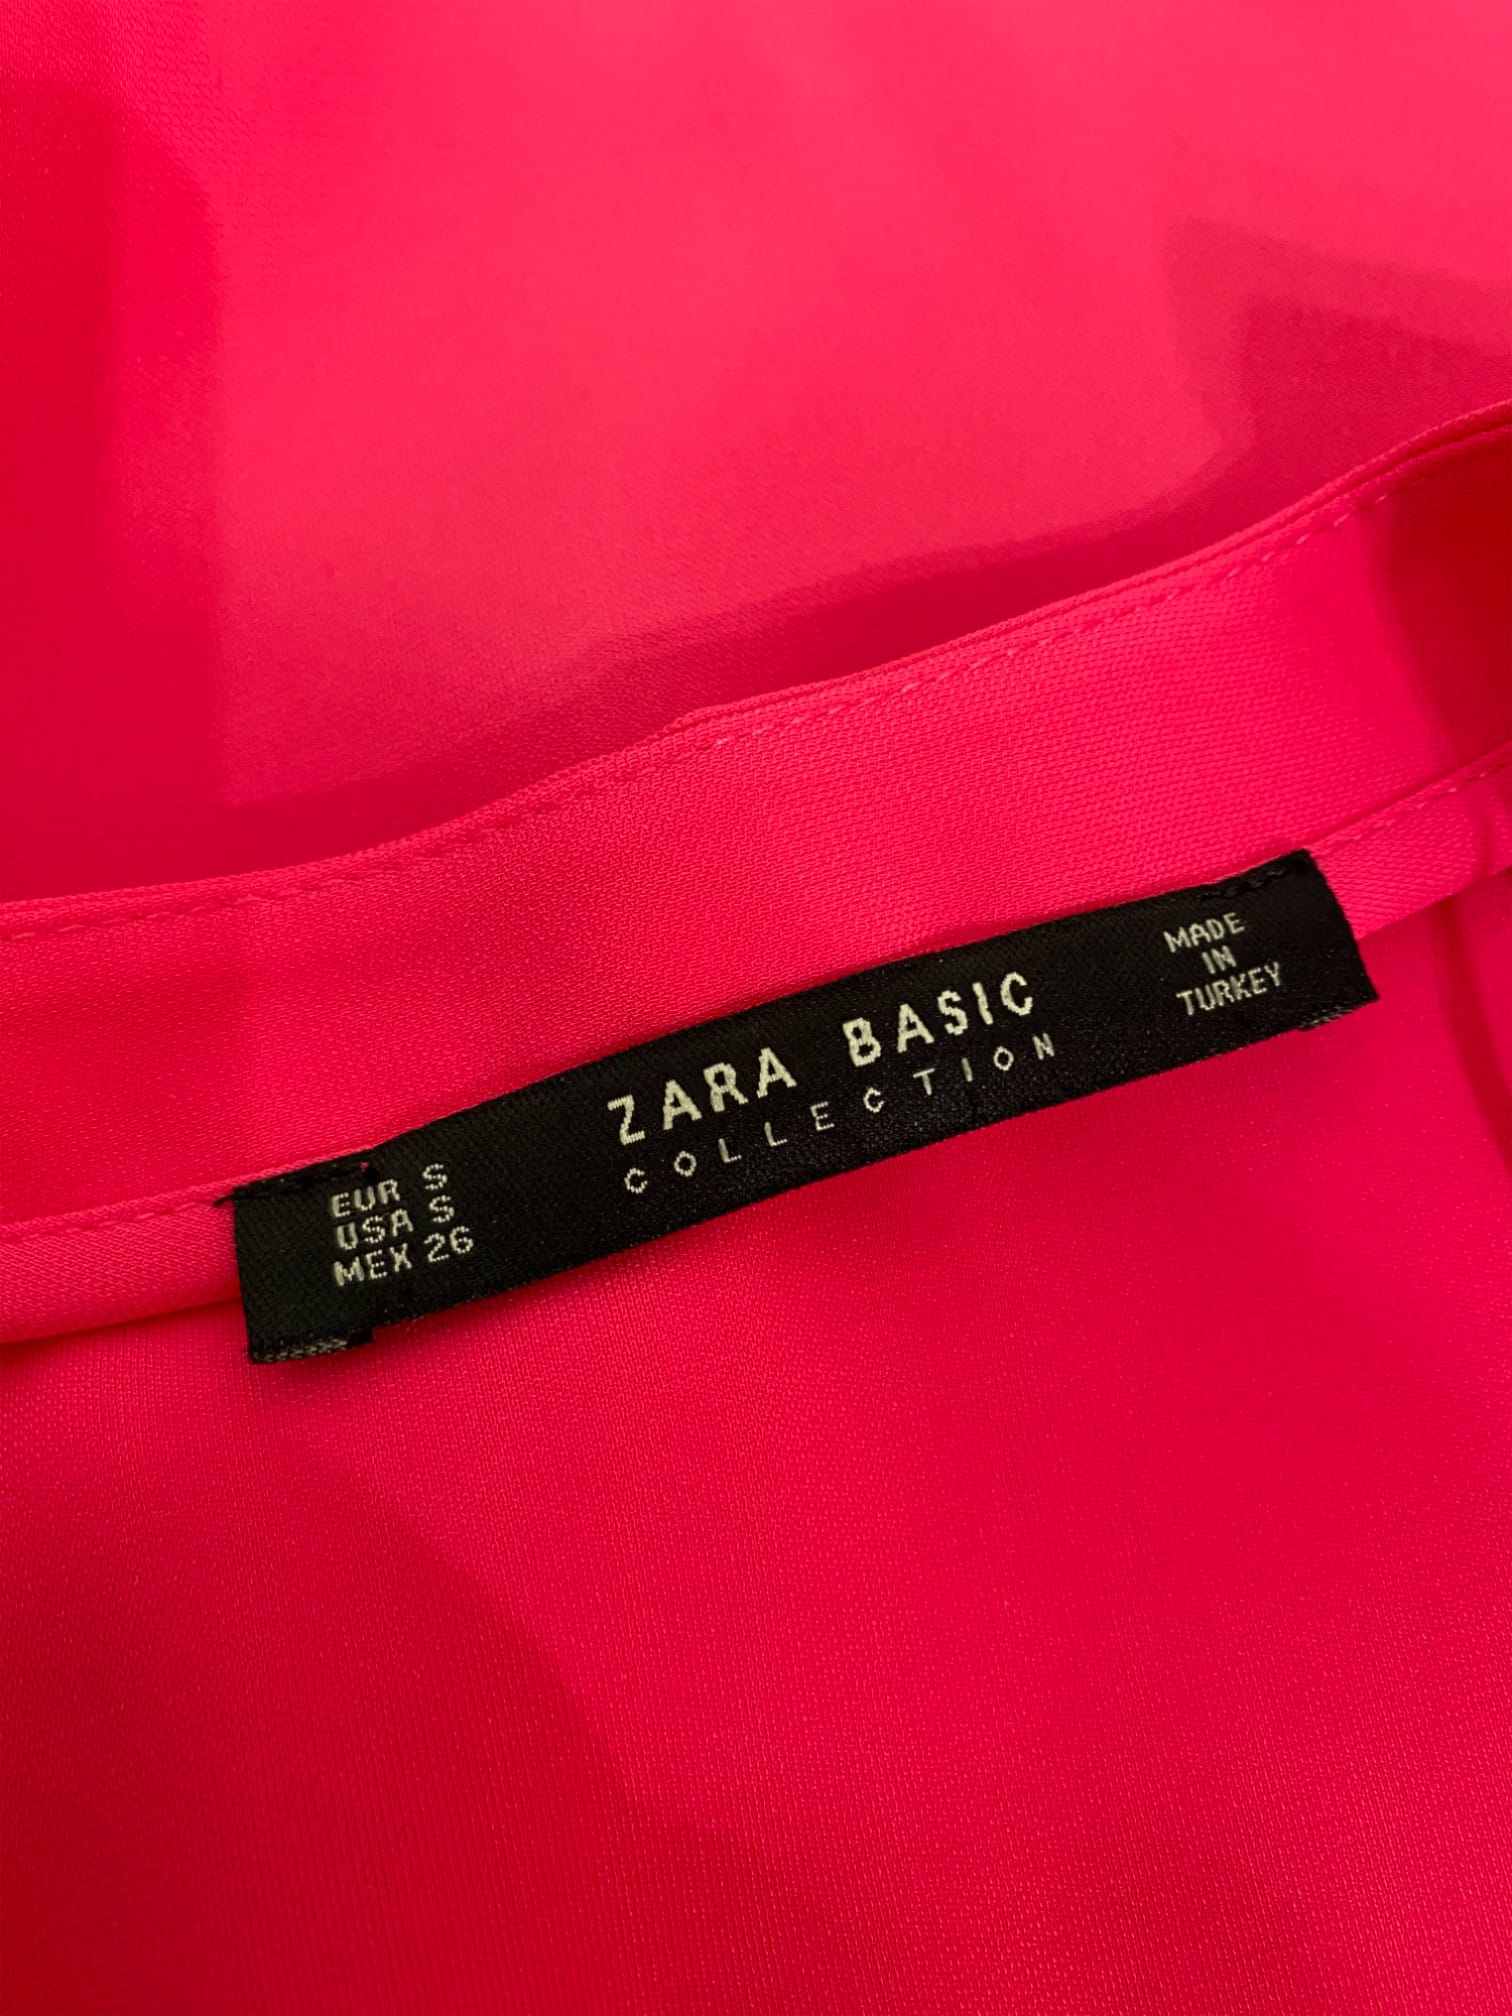 EUR S
USA S
MEX 26
ZARA BASIC
COLLECTION
MADE
IN
TURKEY